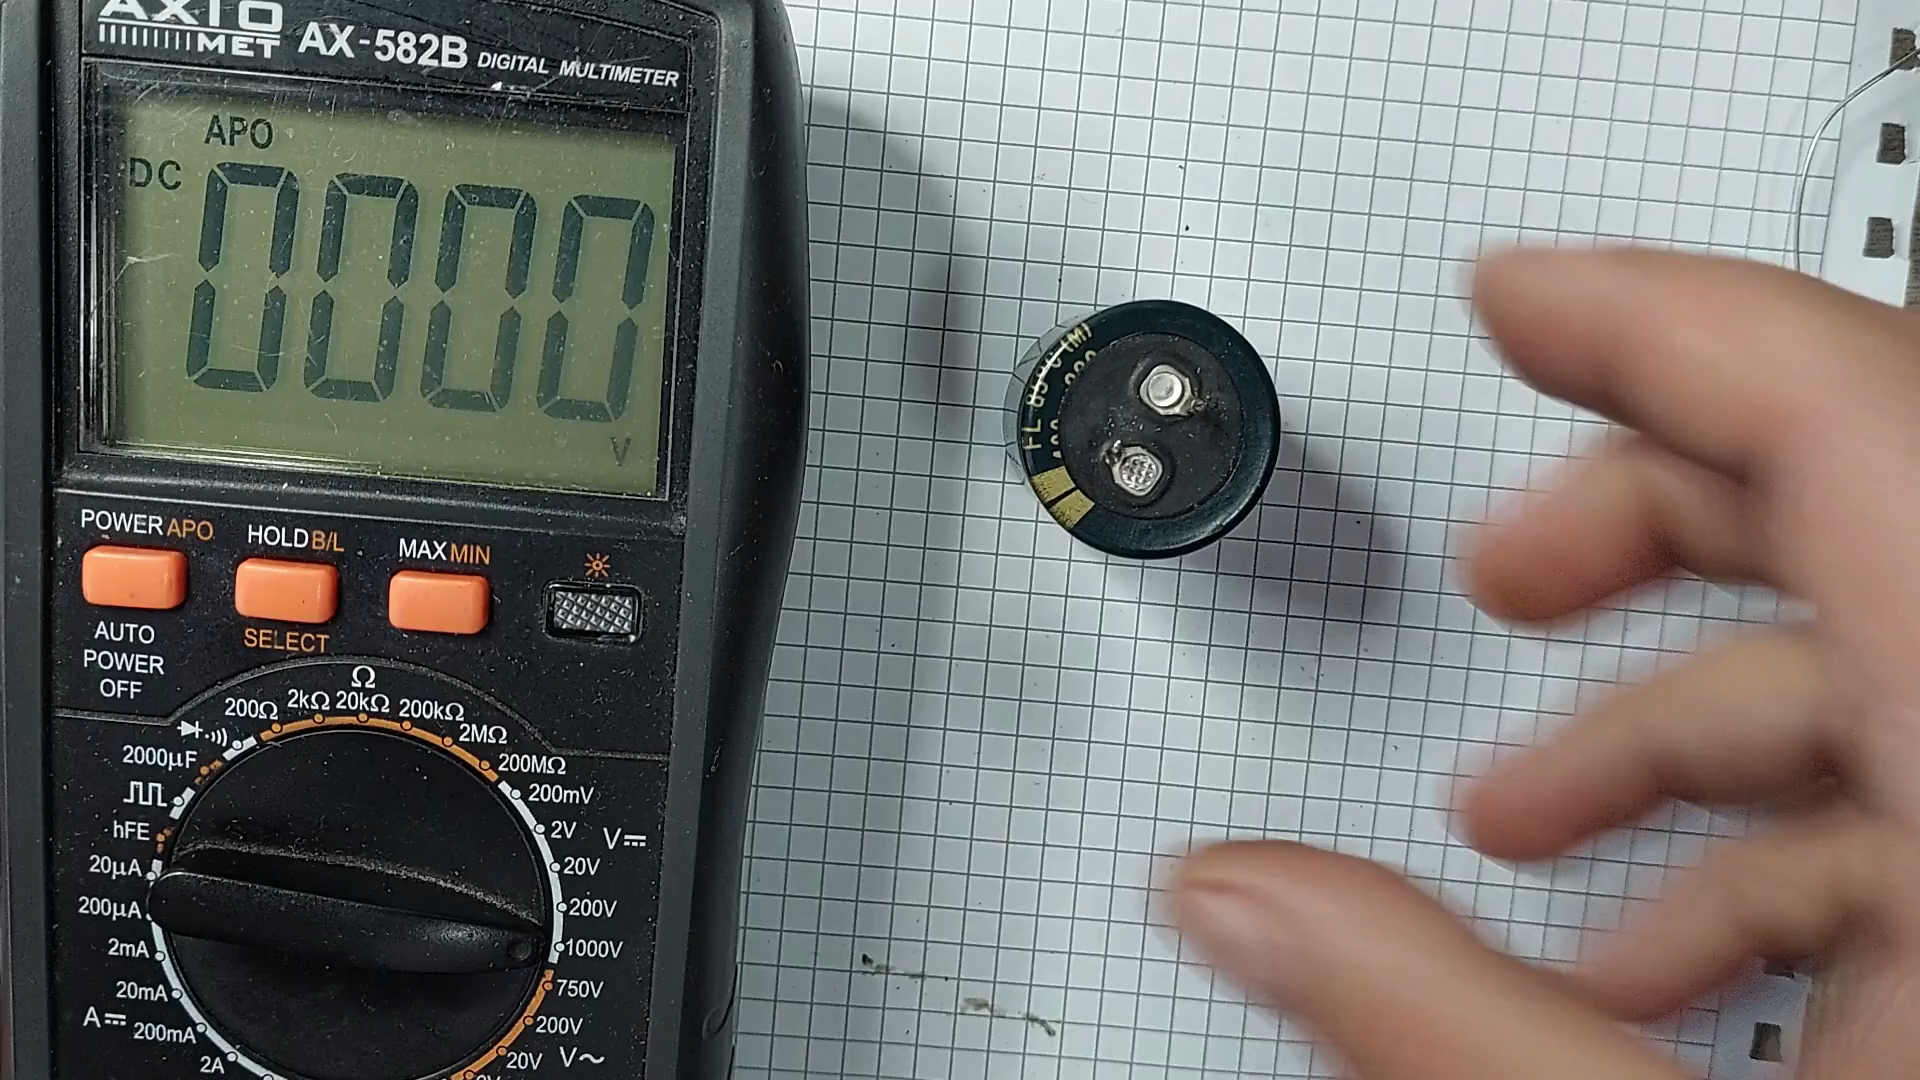 AXIO
MET AX-582B DIGITAL MULTIMETER
APO
DC
0000
V
POWER APO HOLD B/L MAX MIN
AUTO
POWER
OFF
SELECT
Ω
200Ω 2kΩ 20kΩ 200kΩ
2MΩ
200MΩ
2000µF
200mV
hFE
2V V
20µA
20V
200µA
200V
2mA
1000V
20mA
750V
A 200mA
200V
2A
20V V
FL 85°C (M)